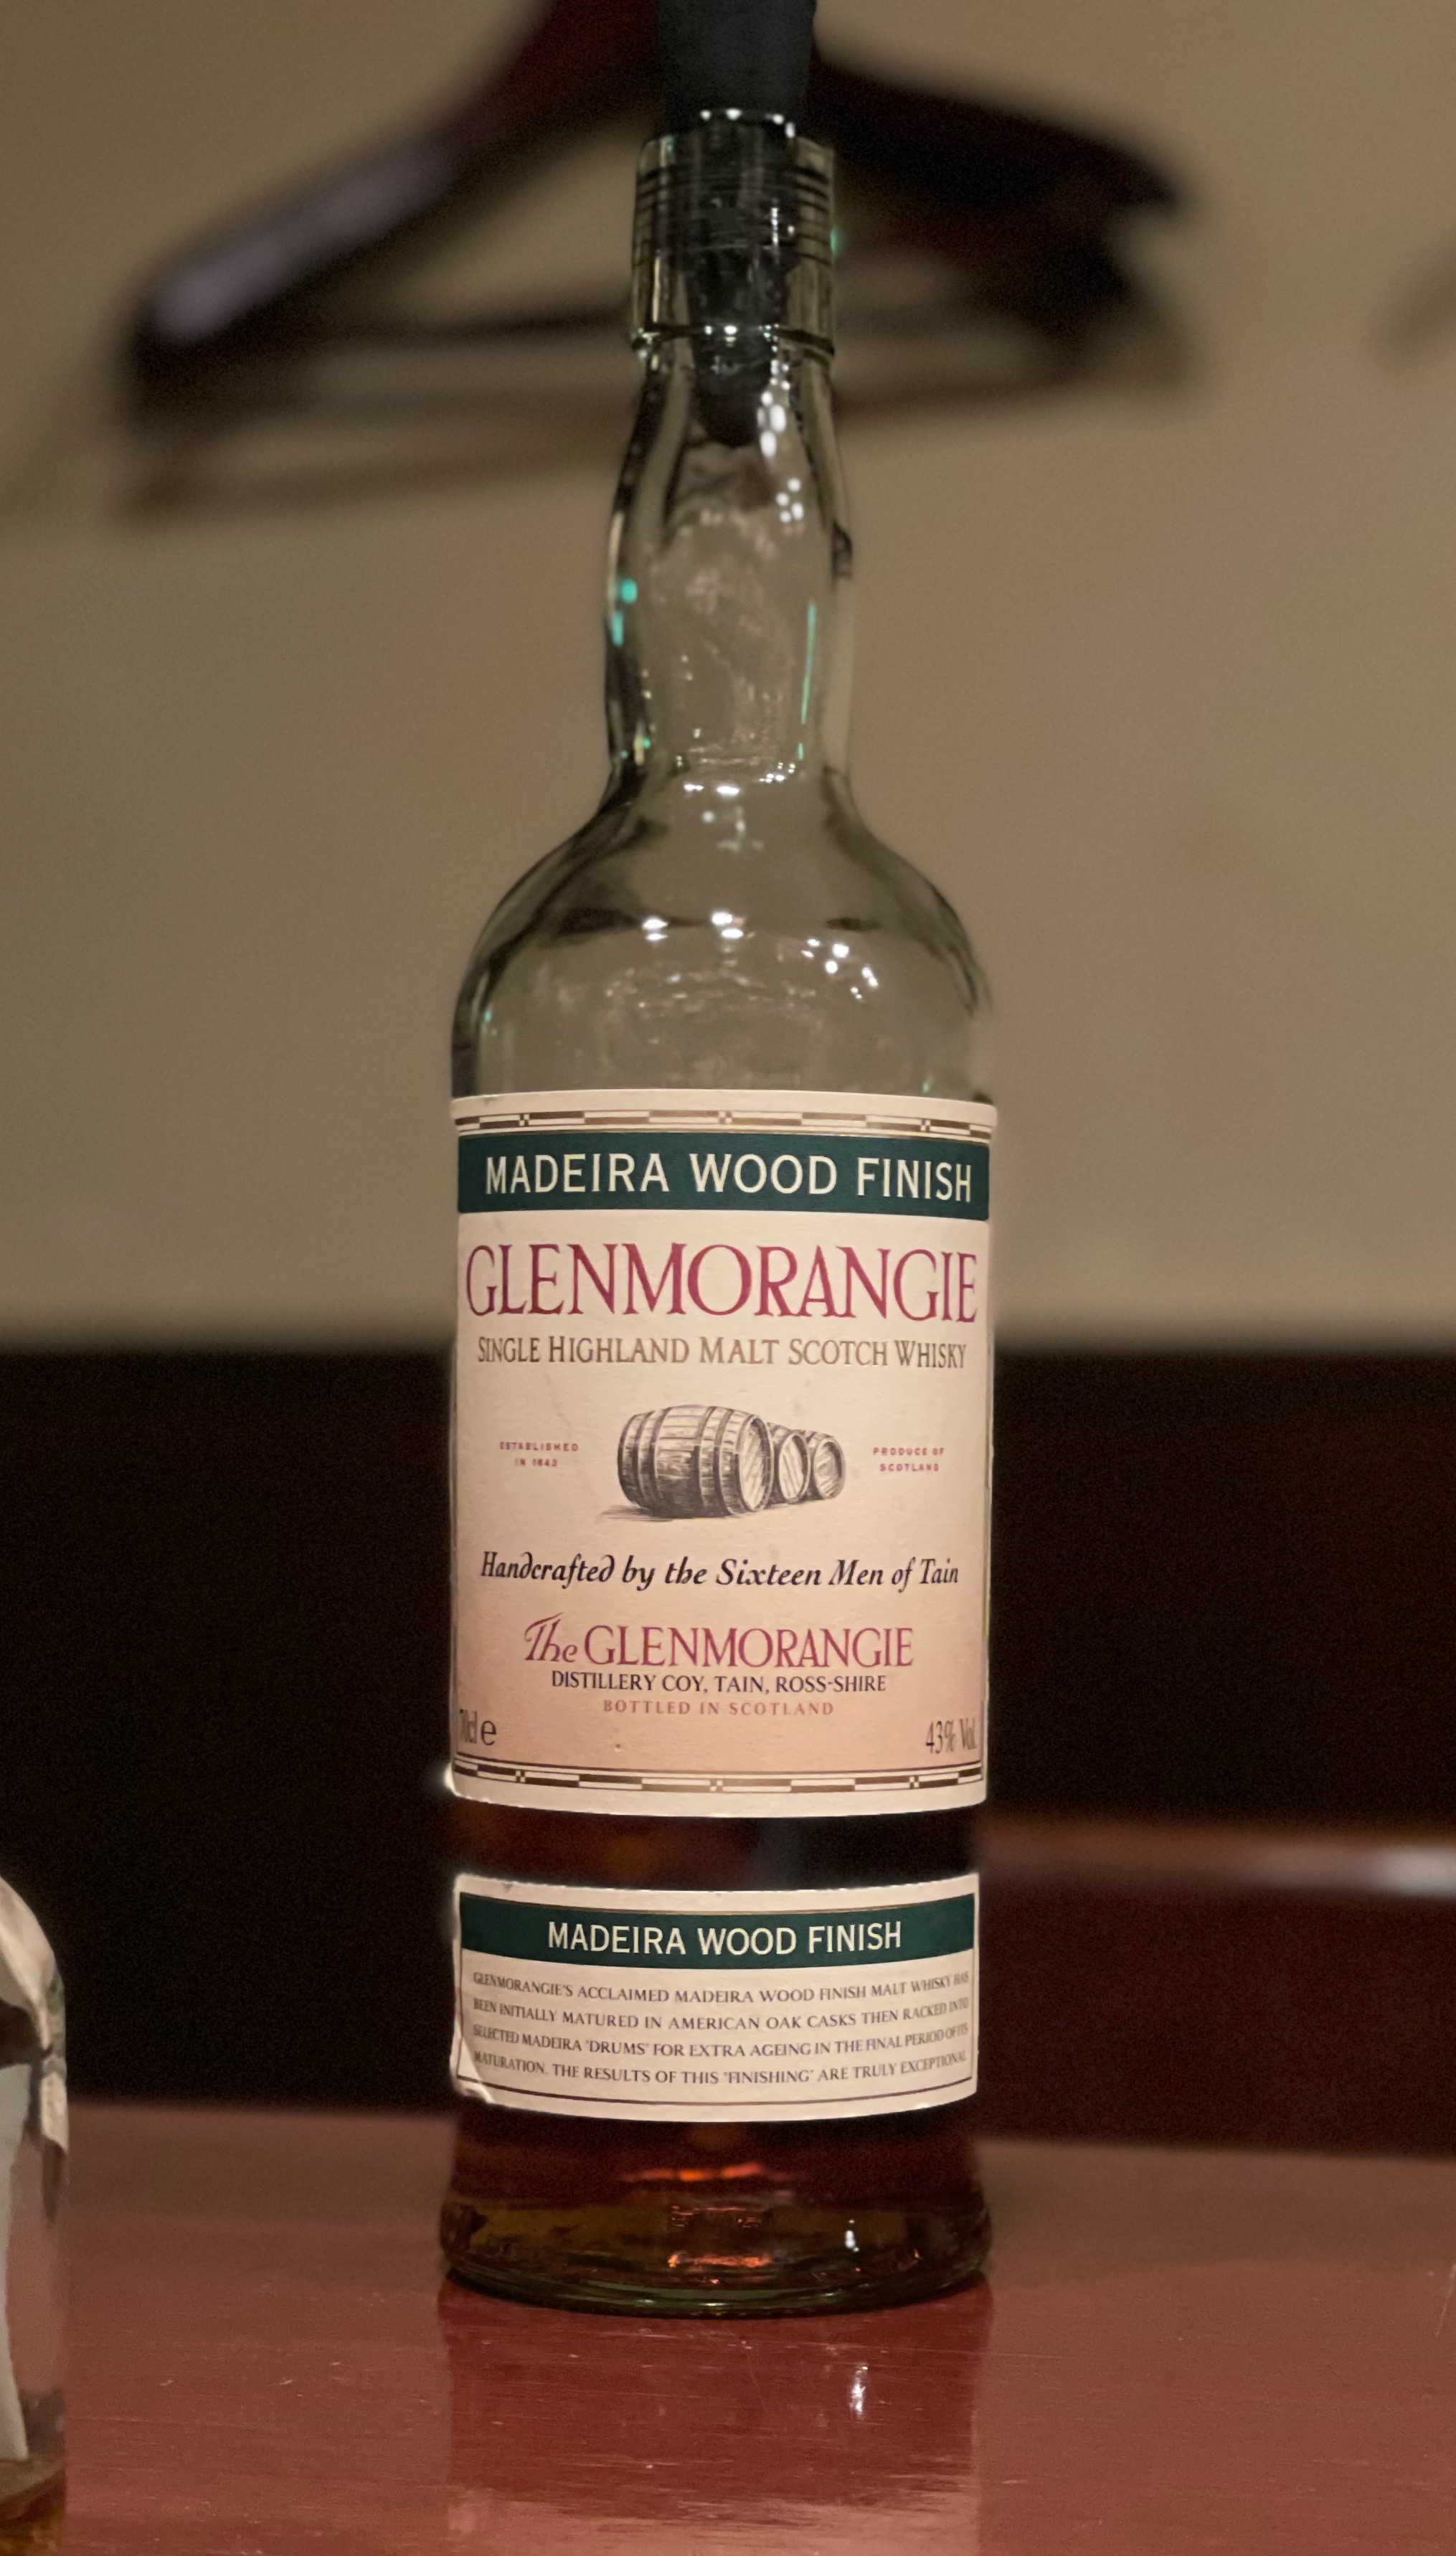 MADEIRA WOOD FINISH
GLENMORANGIE
SINGLE HIGHLAND MALT SCOTCH WHISKY
ESTABLISHED
IN 1843
PRODUCE OF
SCOTLAND
Handcrafted by the Sixteen Men of Tain
The GLENMORANGIE
DISTILLERY COY, TAIN, ROSS-SHIRE
BOTTLED IN SCOTLAND
70cl e
43% Vol.
MADEIRA WOOD FINISH
GLENMORANGIE'S ACCLAIMED MADEIRA WOOD FINISH MALT WHISKY HAS
BEEN INITIALLY MATURED IN AMERICAN OAK CASKS THEN RACKED INTO
SELECTED MADEIRA "DRUMS" FOR EXTRA AGEING IN THE FINAL PERIOD OF ITS
MATURATION. THE RESULTS OF THIS "FINISHING" ARE TRULY EXCEPTIONAL.